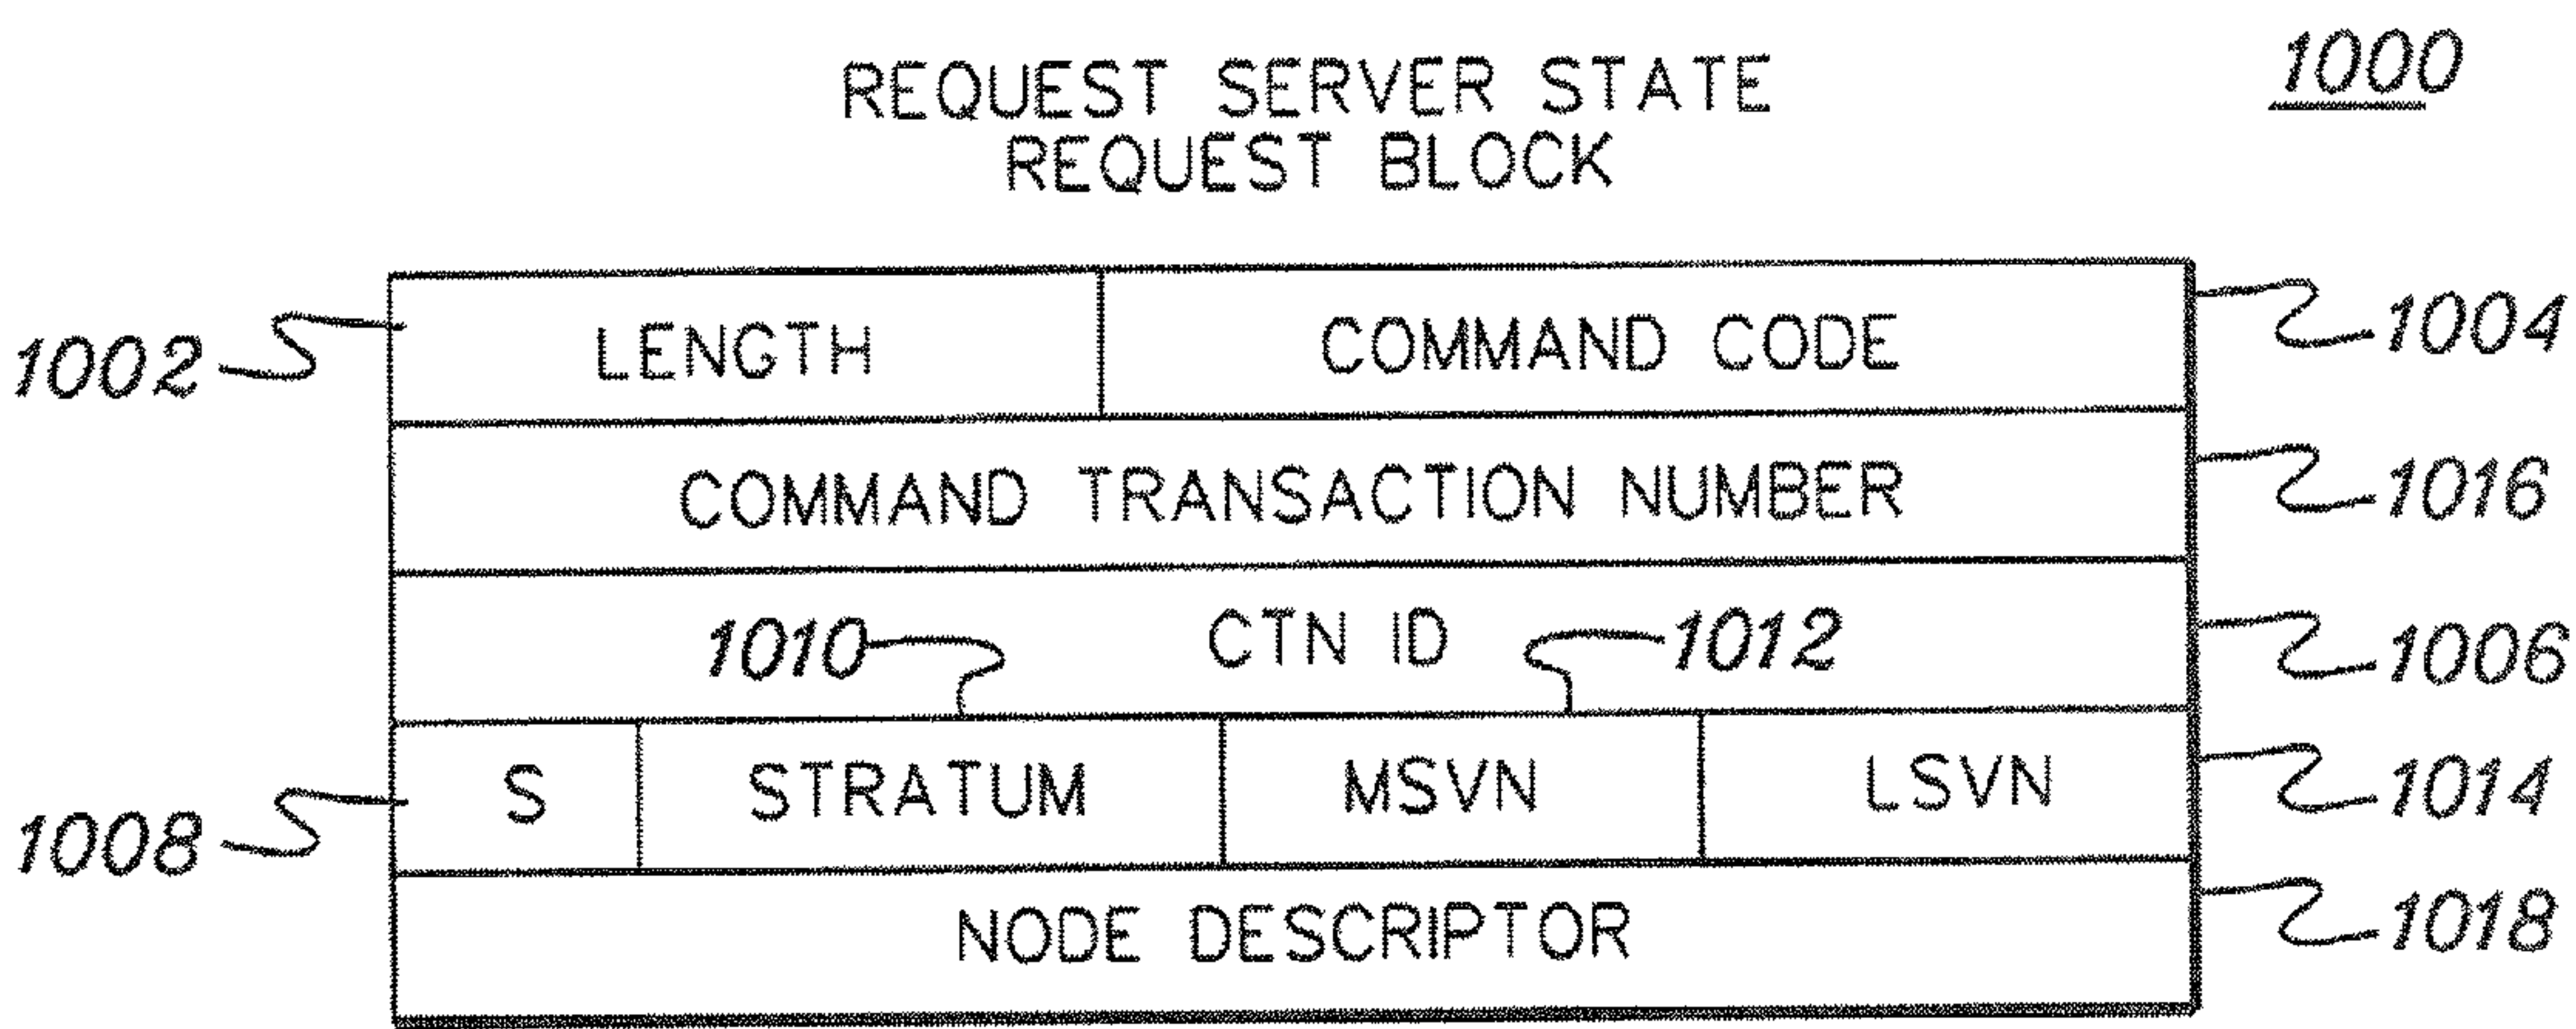 1000
REQUEST SERVER STATE
REQUEST BLOCK
1002 LENGTH COMMAND CODE 1004
COMMAND TRANSACTION NUMBER 1016
1010 CTN ID 1012 1006
1008 S STRATUM MSVN LSVN 1014
NODE DESCRIPTOR 1018